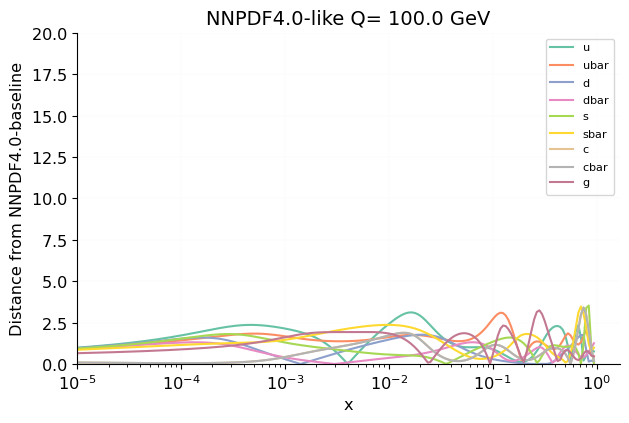 NNPDF4.0-like Q= 100.0 GeV
Distance from NNPDF4.0-baseline
20.0
17.5
15.0
12.5
10.0
7.5
5.0
2.5
0.0
u
ubar
d
dbar
s
sbar
c
cbar
g
10⁻⁵
10⁻⁴
10⁻³
10⁻²
10⁻¹
10⁰
x